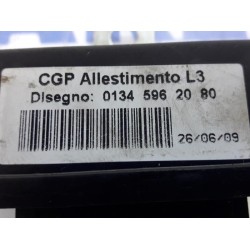 CGP Allestimento L3
Disegno: 0134 596 20 80
26/06/09